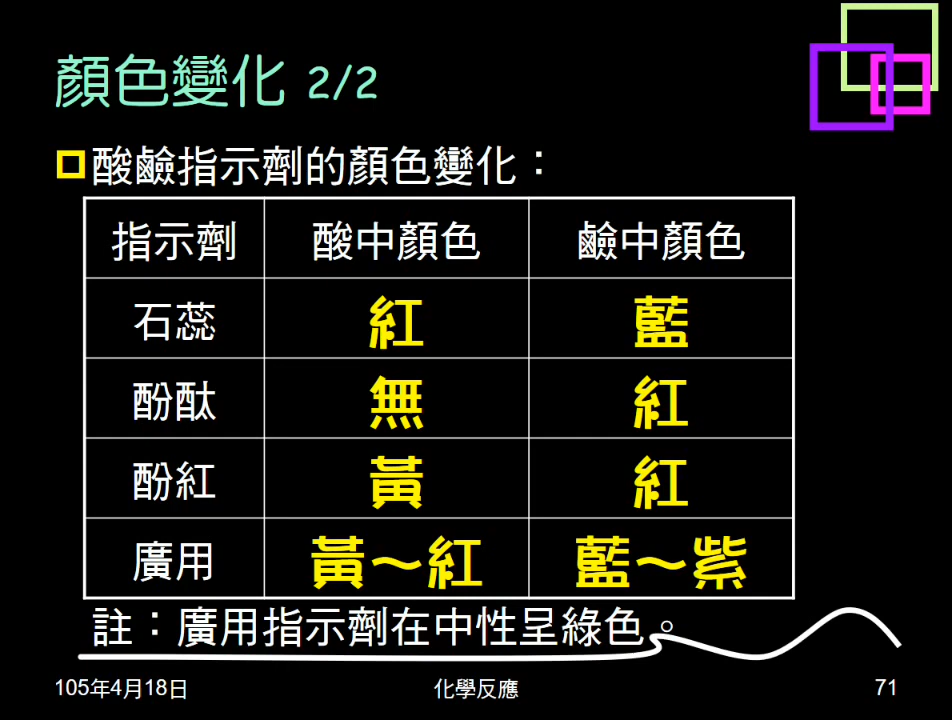 顏色變化 2/2
酸鹼指示劑的顏色變化：
指示劑 酸中顏色 鹼中顏色
石蕊 紅 藍
酚酞 無 紅
酚紅 黃 紅
廣用 黃～紅 藍～紫
註：廣用指示劑在中性呈綠色。
105年4月18日 化學反應 71